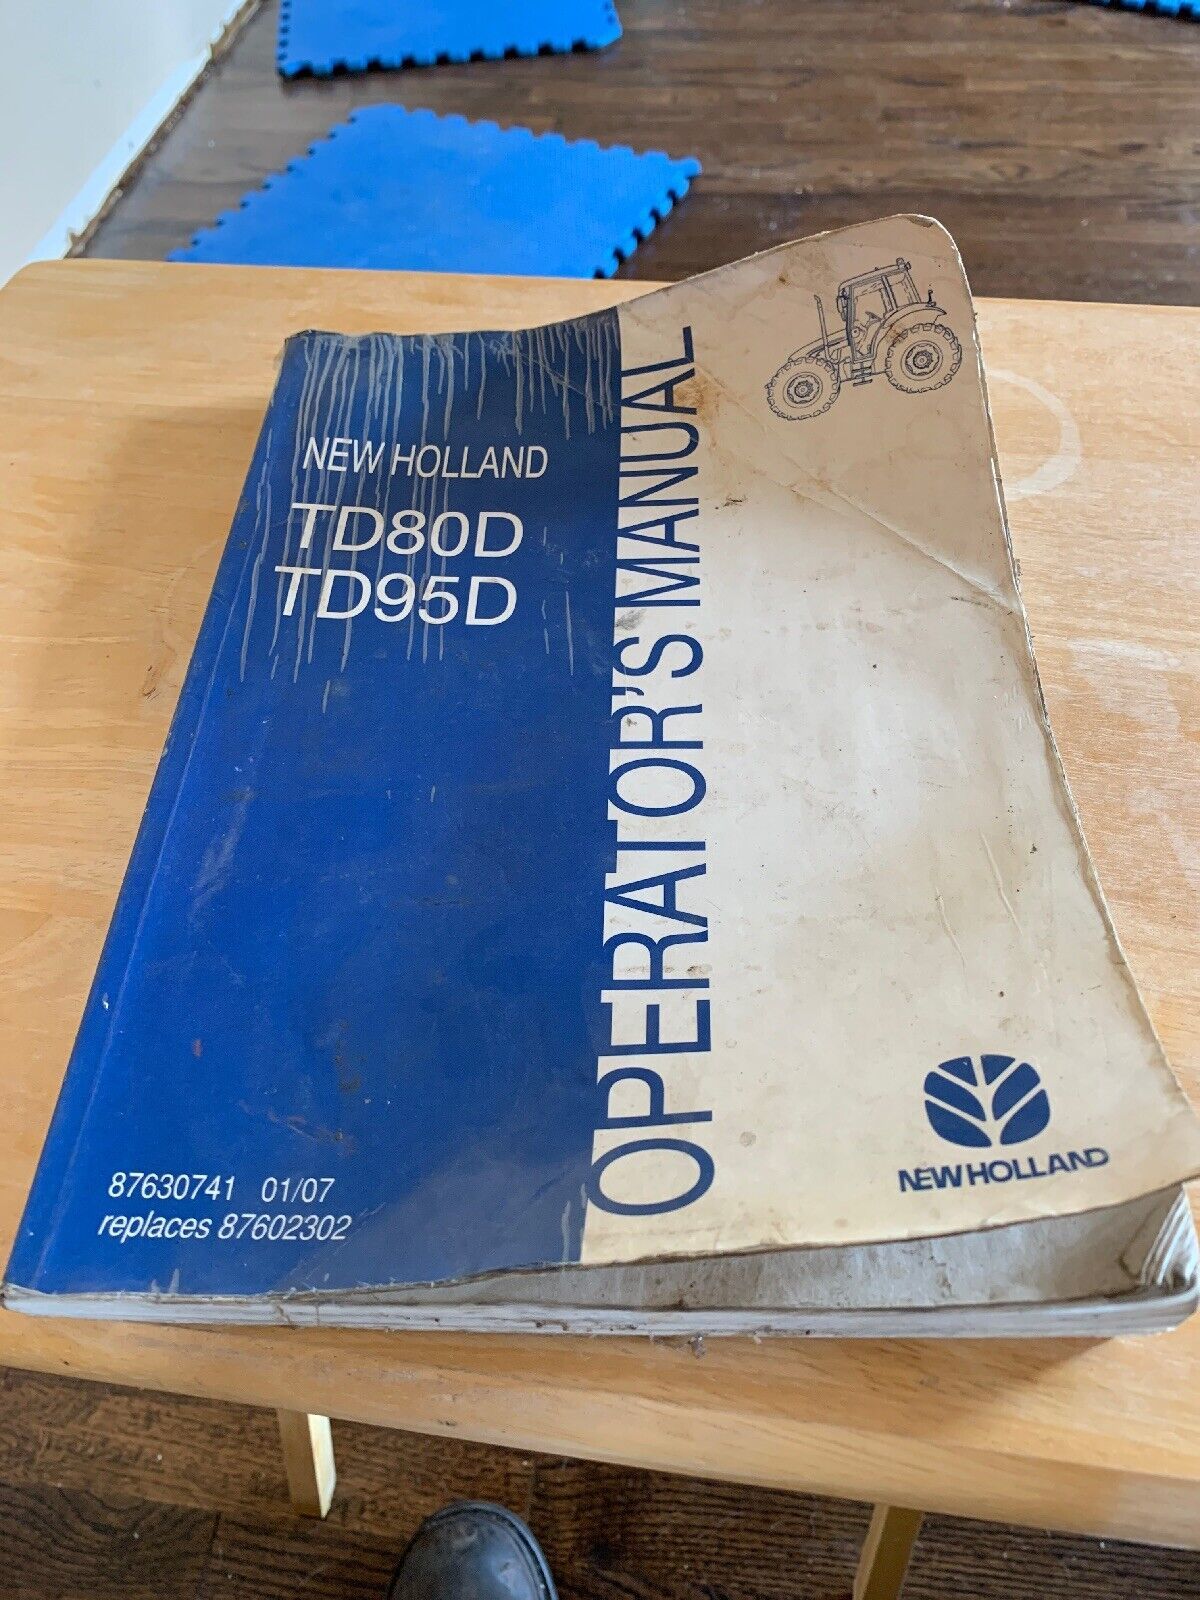 NEW HOLLAND
TD80D
TD95D
OPERATOR'S MANUAL
87630741 01/07
replaces 87602302
NEW HOLLAND